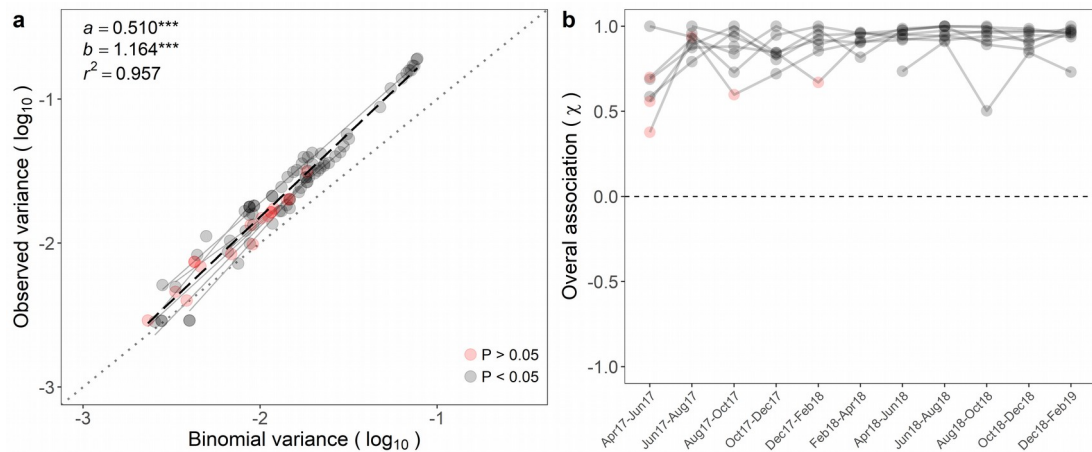 a
a = 0.510***
b = 1.164***
r² = 0.957
-1
-2
-3
Observed variance ( log₁₀ )
P > 0.05
P < 0.05
-3
-2
-1
Binomial variance ( log₁₀ )
b
1.0
0.5
0.0
-0.5
-1.0
Overal association ( χ )
Apr17-Jun17
Jun17-Aug17
Aug17-Oct17
Oct17-Dec17
Dec17-Feb18
Feb18-Apr18
Apr18-Jun18
Jun18-Aug18
Aug18-Oct18
Oct18-Dec18
Dec18-Feb19